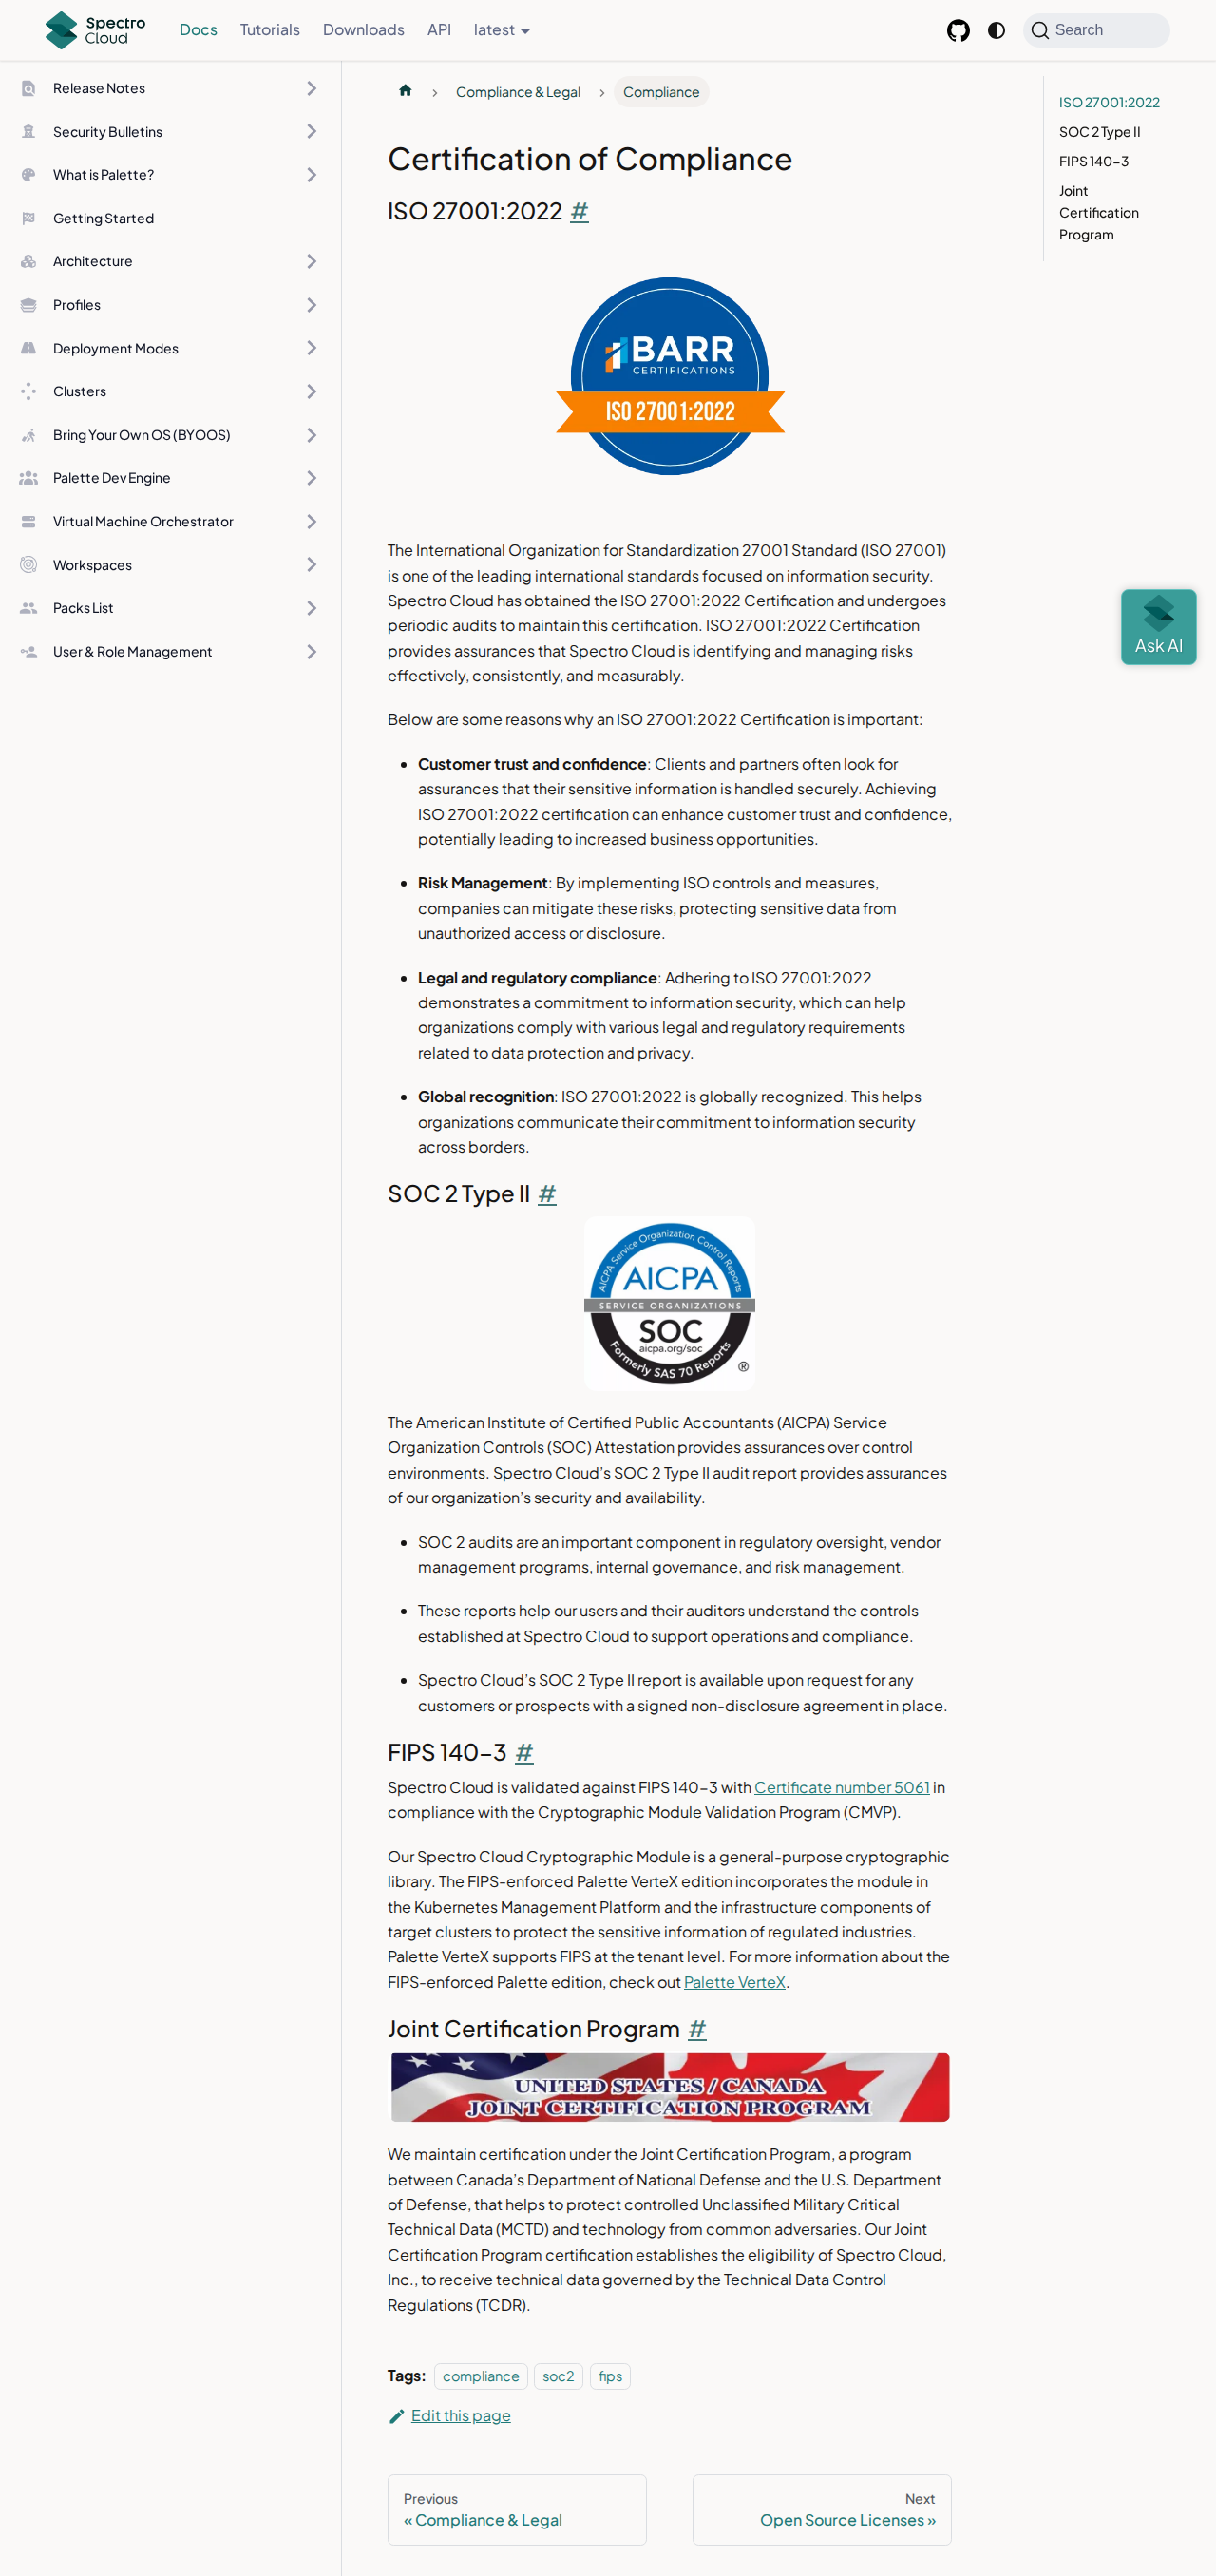 Spectro
Cloud
Docs
Tutorials
Downloads
API
latest
Search
Release Notes
Security Bulletins
What is Palette?
Getting Started
Architecture
Profiles
Deployment Modes
Clusters
Bring Your Own OS (BYOOS)
Palette Dev Engine
Virtual Machine Orchestrator
Workspaces
Packs List
User & Role Management
Compliance & Legal
Compliance
Certification of Compliance
ISO 27001:2022 #
BARR
CERTIFICATIONS
ISO 27001:2022
The International Organization for Standardization 27001 Standard (ISO 27001)
is one of the leading international standards focused on information security.
Spectro Cloud has obtained the ISO 27001:2022 Certification and undergoes
periodic audits to maintain this certification. ISO 27001:2022 Certification
provides assurances that Spectro Cloud is identifying and managing risks
effectively, consistently, and measurably.
Below are some reasons why an ISO 27001:2022 Certification is important:
Customer trust and confidence: Clients and partners often look for
assurances that their sensitive information is handled securely. Achieving
ISO 27001:2022 certification can enhance customer trust and confidence,
potentially leading to increased business opportunities.
Risk Management: By implementing ISO controls and measures,
companies can mitigate these risks, protecting sensitive data from
unauthorized access or disclosure.
Legal and regulatory compliance: Adhering to ISO 27001:2022
demonstrates a commitment to information security, which can help
organizations comply with various legal and regulatory requirements
related to data protection and privacy.
Global recognition: ISO 27001:2022 is globally recognized. This helps
organizations communicate their commitment to information security
across borders.
SOC 2 Type II #
AICPA Service Organization Control Reports
AICPA
SERVICE ORGANIZATIONS
SOC
aicpa.org/soc
Formerly SAS 70 Reports
®
The American Institute of Certified Public Accountants (AICPA) Service
Organization Controls (SOC) Attestation provides assurances over control
environments. Spectro Cloud’s SOC 2 Type II audit report provides assurances
of our organization’s security and availability.
SOC 2 audits are an important component in regulatory oversight, vendor
management programs, internal governance, and risk management.
These reports help our users and their auditors understand the controls
established at Spectro Cloud to support operations and compliance.
Spectro Cloud’s SOC 2 Type II report is available upon request for any
customers or prospects with a signed non-disclosure agreement in place.
FIPS 140-3 #
Spectro Cloud is validated against FIPS 140-3 with Certificate number 5061 in
compliance with the Cryptographic Module Validation Program (CMVP).
Our Spectro Cloud Cryptographic Module is a general-purpose cryptographic
library. The FIPS-enforced Palette VerteX edition incorporates the module in
the Kubernetes Management Platform and the infrastructure components of
target clusters to protect the sensitive information of regulated industries.
Palette VerteX supports FIPS at the tenant level. For more information about the
FIPS-enforced Palette edition, check out Palette VerteX.
Joint Certification Program #
UNITED STATES / CANADA
JOINT CERTIFICATION PROGRAM
We maintain certification under the Joint Certification Program, a program
between Canada’s Department of National Defense and the U.S. Department
of Defense, that helps to protect controlled Unclassified Military Critical
Technical Data (MCTD) and technology from common adversaries. Our Joint
Certification Program certification establishes the eligibility of Spectro Cloud,
Inc., to receive technical data governed by the Technical Data Control
Regulations (TCDR).
Tags: compliance soc2 fips
Edit this page
Previous
« Compliance & Legal
Next
Open Source Licenses »
ISO 27001:2022
SOC 2 Type II
FIPS 140-3
Joint
Certification
Program
Ask AI